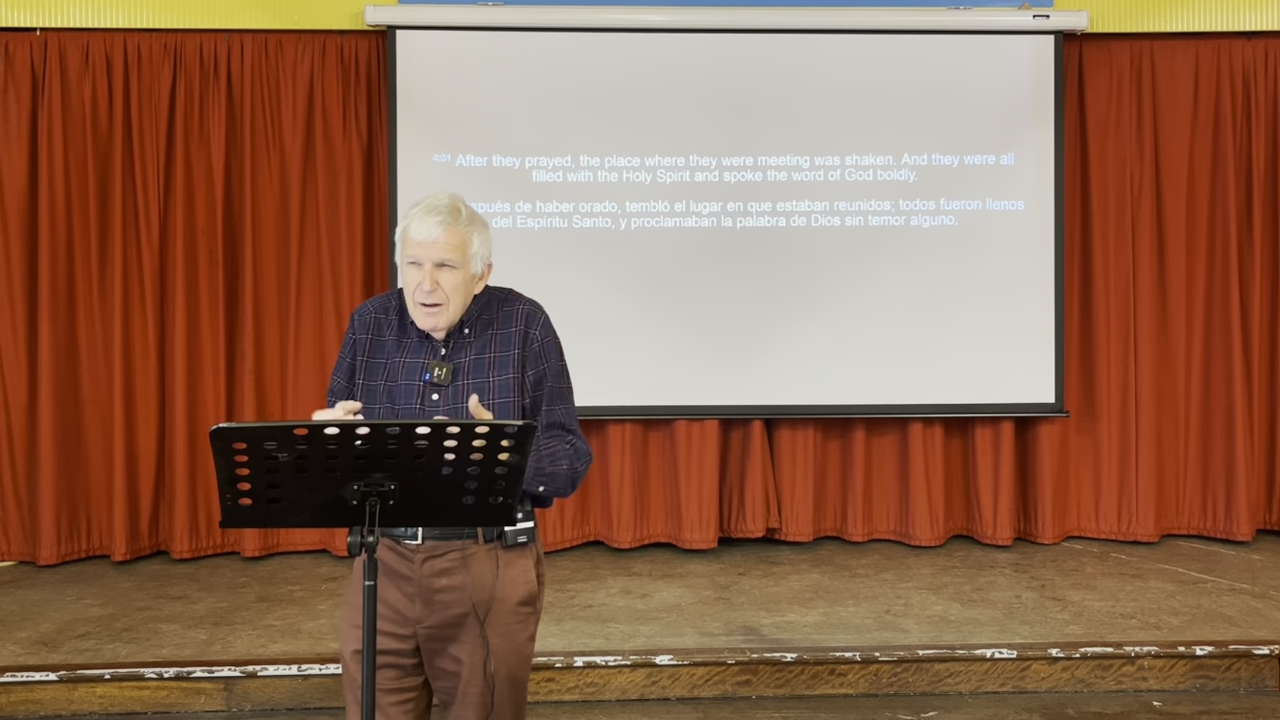 4:31 After they prayed, the place where they were meeting was shaken. And they were all
filled with the Holy Spirit and spoke the word of God boldly.
spués de haber orado, tembló el lugar en que estaban reunidos; todos fueron llenos
del Espíritu Santo, y proclamaban la palabra de Dios sin temor alguno.